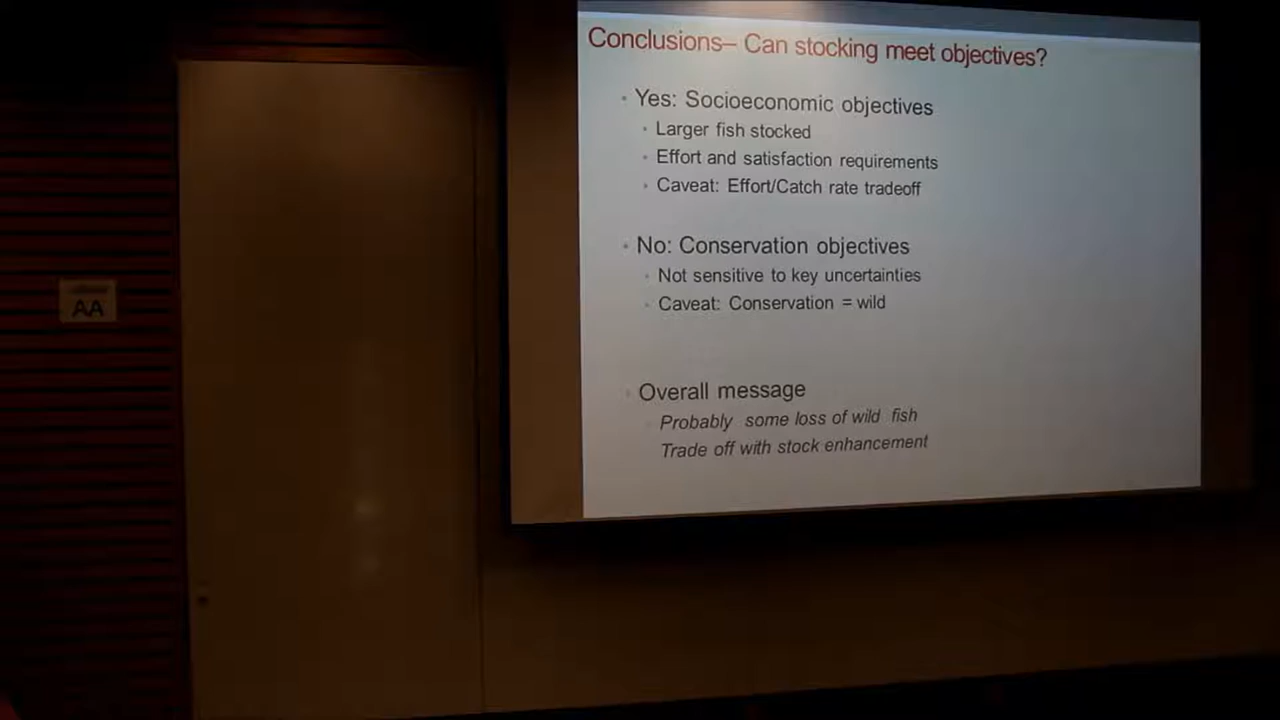 Conclusions– Can stocking meet objectives?
• Yes: Socioeconomic objectives
• Larger fish stocked
• Effort and satisfaction requirements
• Caveat: Effort/Catch rate tradeoff
• No: Conservation objectives
• Not sensitive to key uncertainties
• Caveat: Conservation = wild
• Overall message
Probably some loss of wild fish
Trade off with stock enhancement
AA